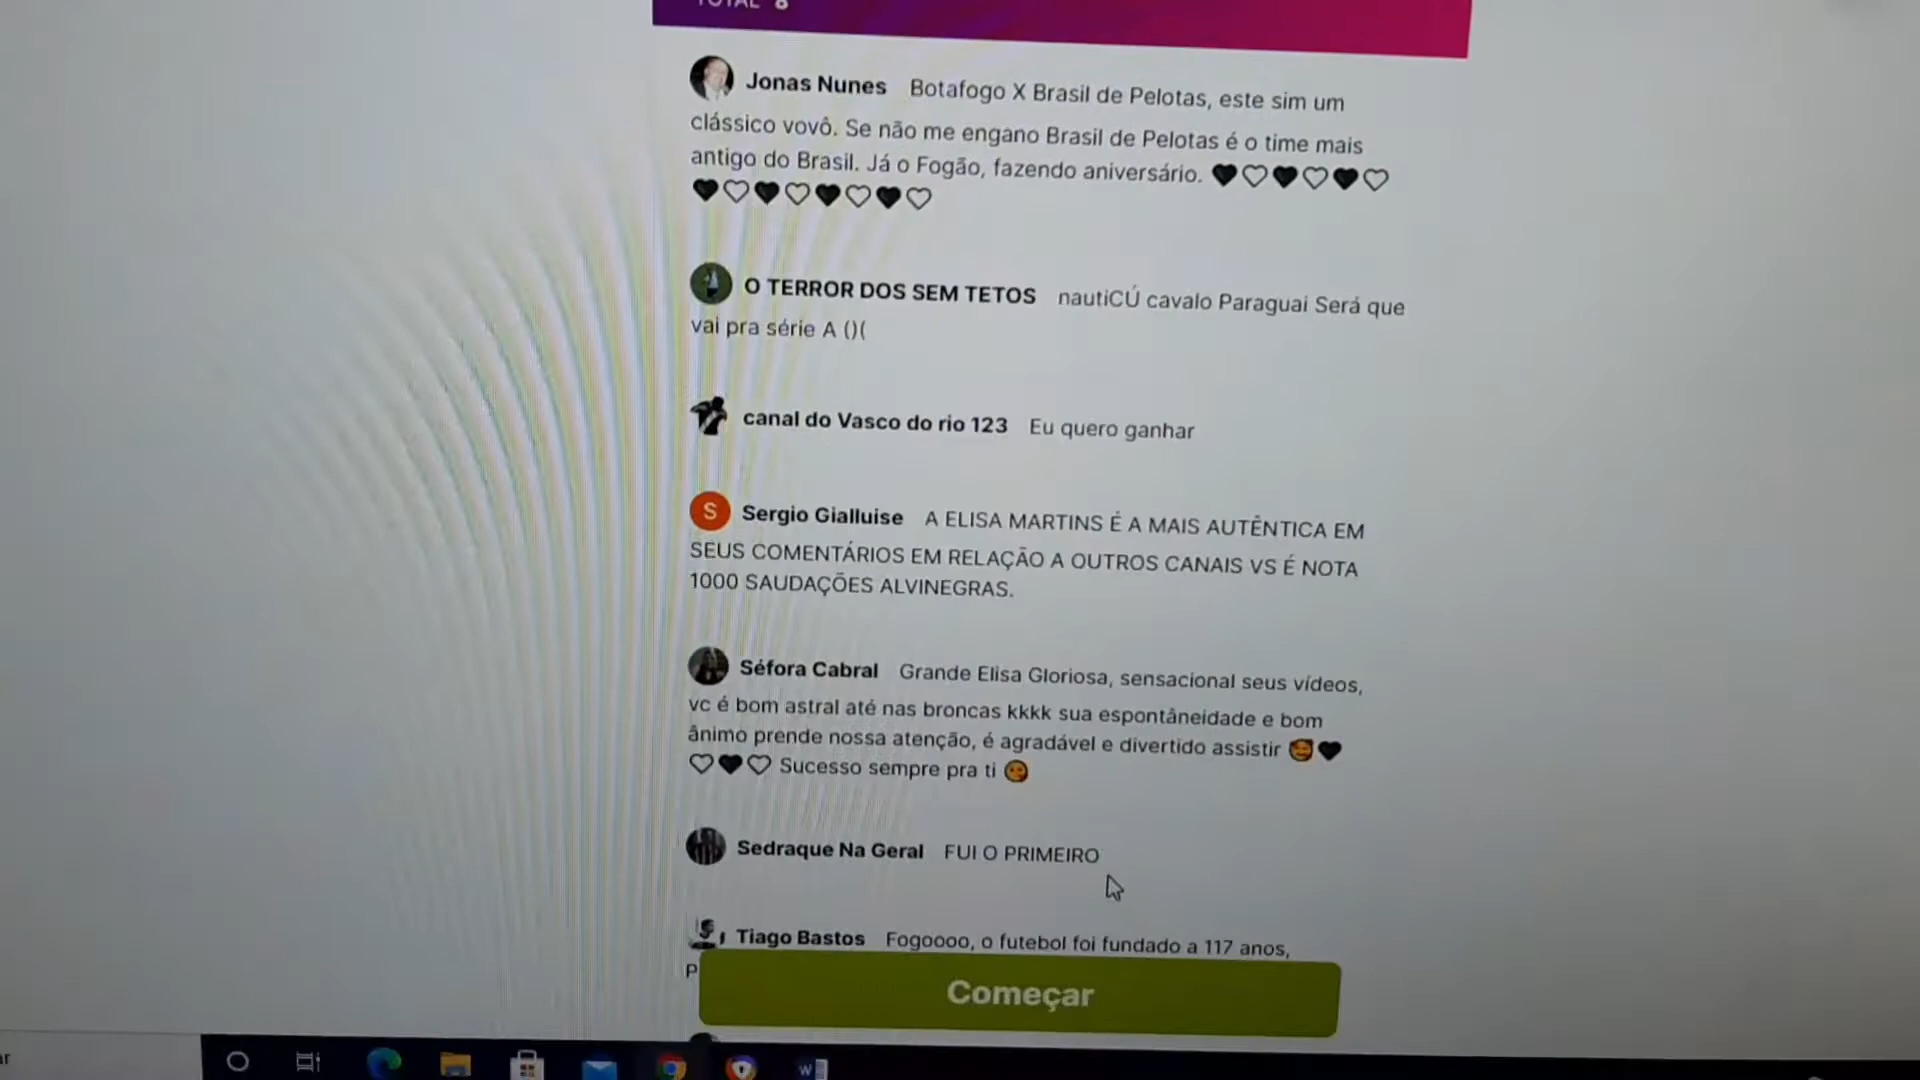 TOTAL 8
Jonas Nunes Botafogo X Brasil de Pelotas, este sim um
clássico vovô. Se não me engano Brasil de Pelotas é o time mais
antigo do Brasil. Já o Fogão, fazendo aniversário. 🖤🤍🖤🤍🖤🤍
🖤🤍🖤🤍🖤🤍🖤🤍
O TERROR DOS SEM TETOS nautiCÚ cavalo Paraguai Será que
vai pra série A ()(
canal do Vasco do rio 123 Eu quero ganhar
S Sergio Gialluise A ELISA MARTINS É A MAIS AUTÊNTICA EM
SEUS COMENTÁRIOS EM RELAÇÃO A OUTROS CANAIS VS É NOTA
1000 SAUDAÇÕES ALVINEGRAS.
Séfora Cabral Grande Elisa Gloriosa, sensacional seus vídeos,
vc é bom astral até nas broncas kkkk sua espontâneidade e bom
ânimo prende nossa atenção, é agradável e divertido assistir 🥰🖤
🤍🖤🤍 Sucesso sempre pra ti 😘
Sedraque Na Geral FUI O PRIMEIRO
Tiago Bastos Fogoooo, o futebol foi fundado a 117 anos,
P
Começar
ar
W